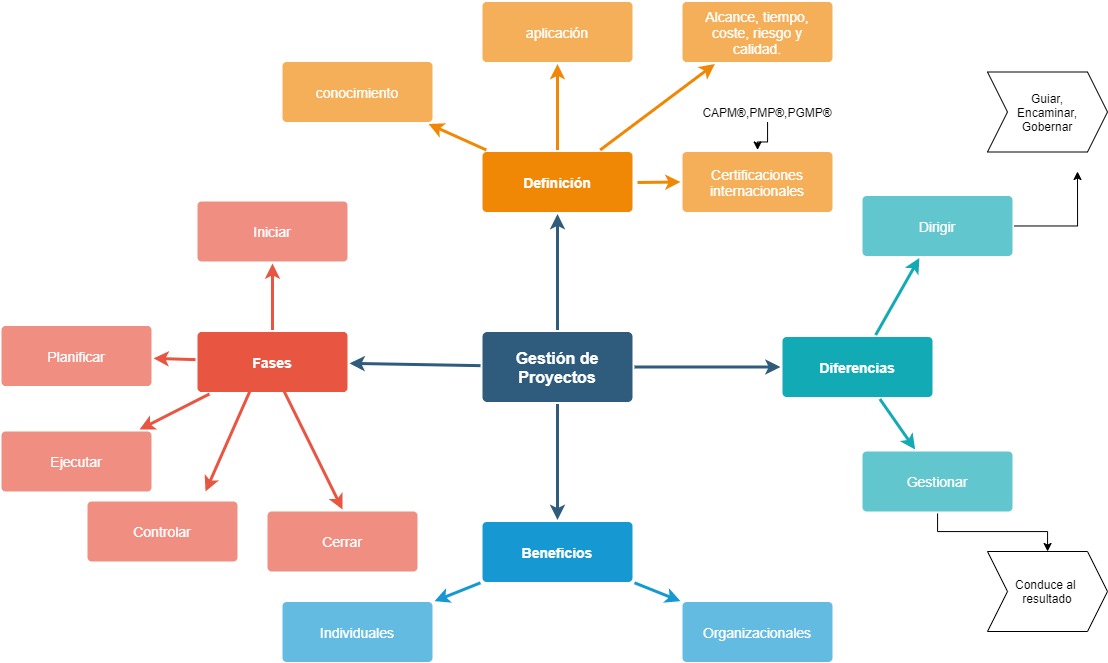 aplicación
Alcance, tiempo,
coste, riesgo y
calidad.
conocimiento
CAPM®,PMP®,PGMP®
Guiar,
Encaminar,
Gobernar
Definición
Certificaciones
internacionales
Iniciar
Dirigir
Planificar
Fases
Gestión de
Proyectos
Diferencias
Ejecutar
Gestionar
Controlar
Cerrar
Beneficios
Conduce al
resultado
Individuales
Organizacionales